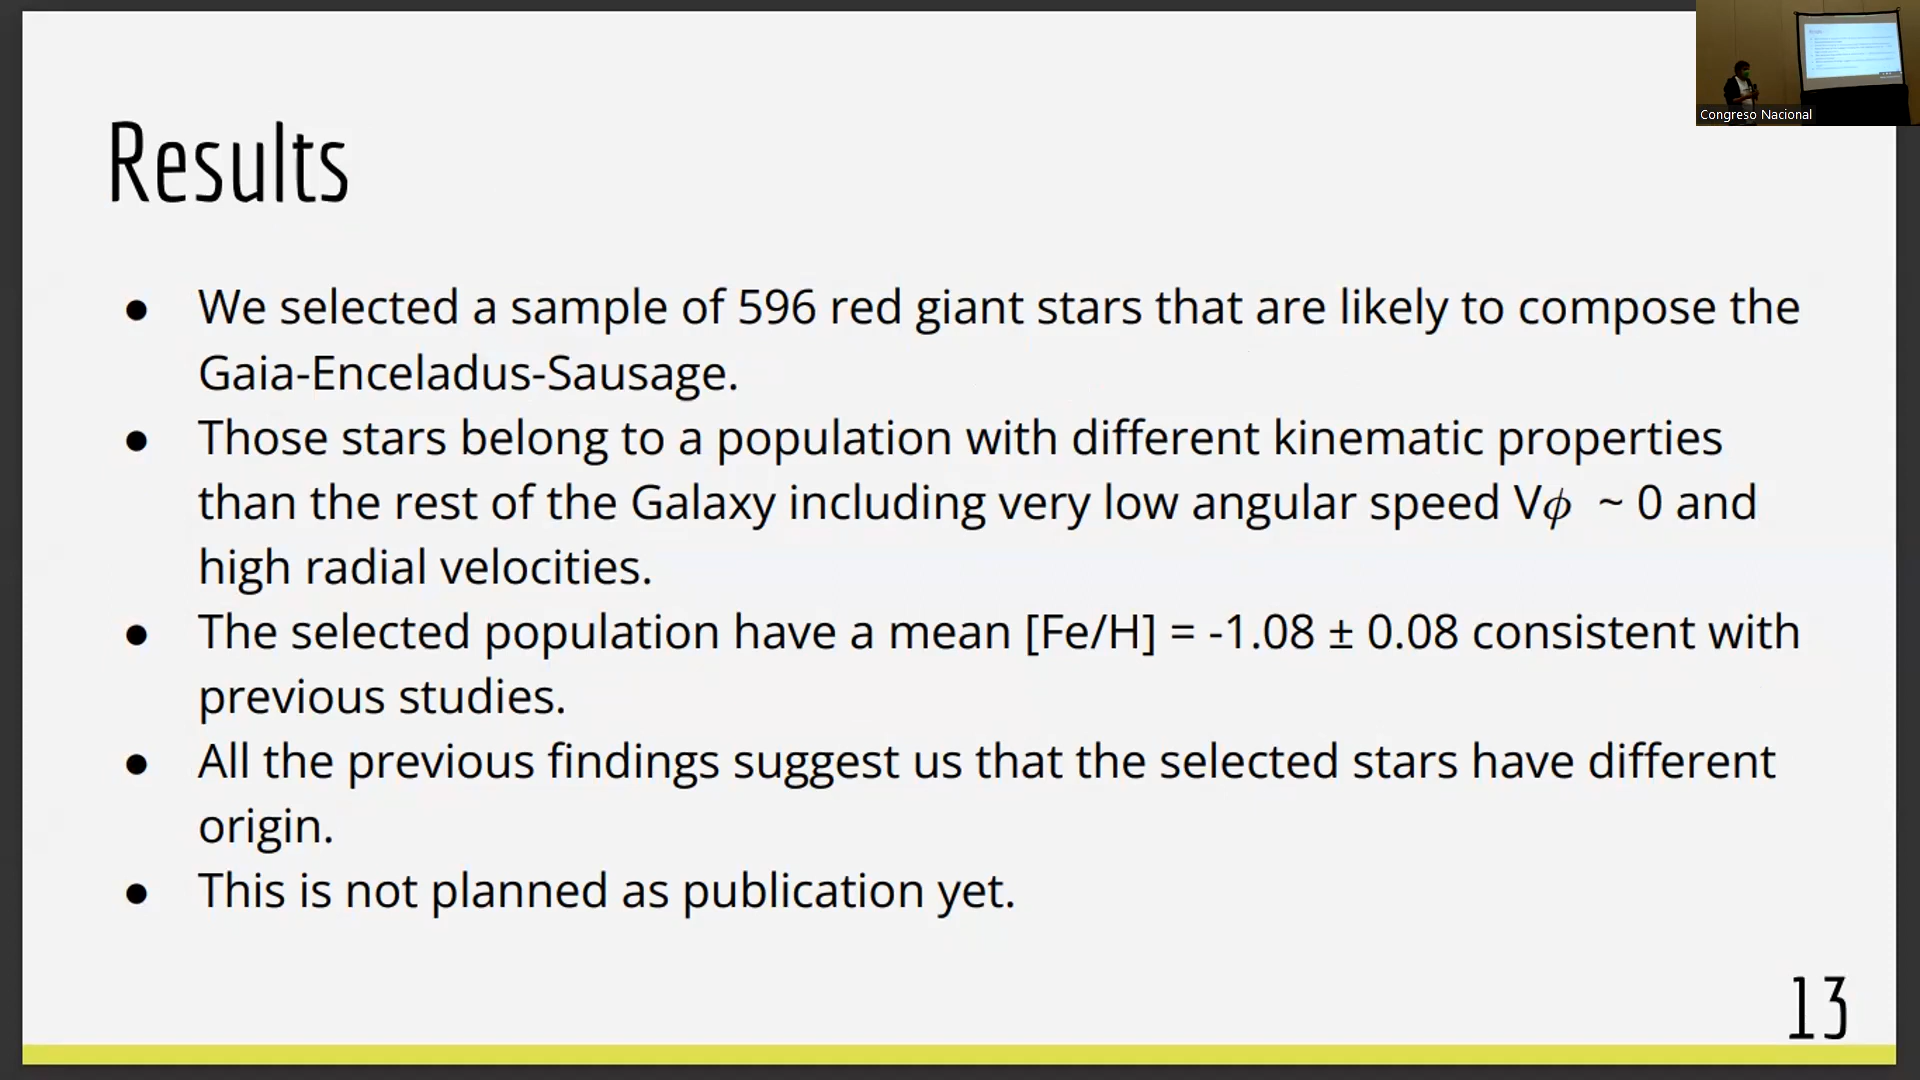 Results
● We selected a sample of 596 red giant stars that are likely to compose the
Gaia-Enceladus-Sausage.
● Those stars belong to a population with different kinematic properties
than the rest of the Galaxy including very low angular speed Vϕ ~ 0 and
high radial velocities.
● The selected population have a mean [Fe/H] = -1.08 ± 0.08 consistent with
previous studies.
● All the previous findings suggest us that the selected stars have different
origin.
● This is not planned as publication yet.
13
Congreso Nacional